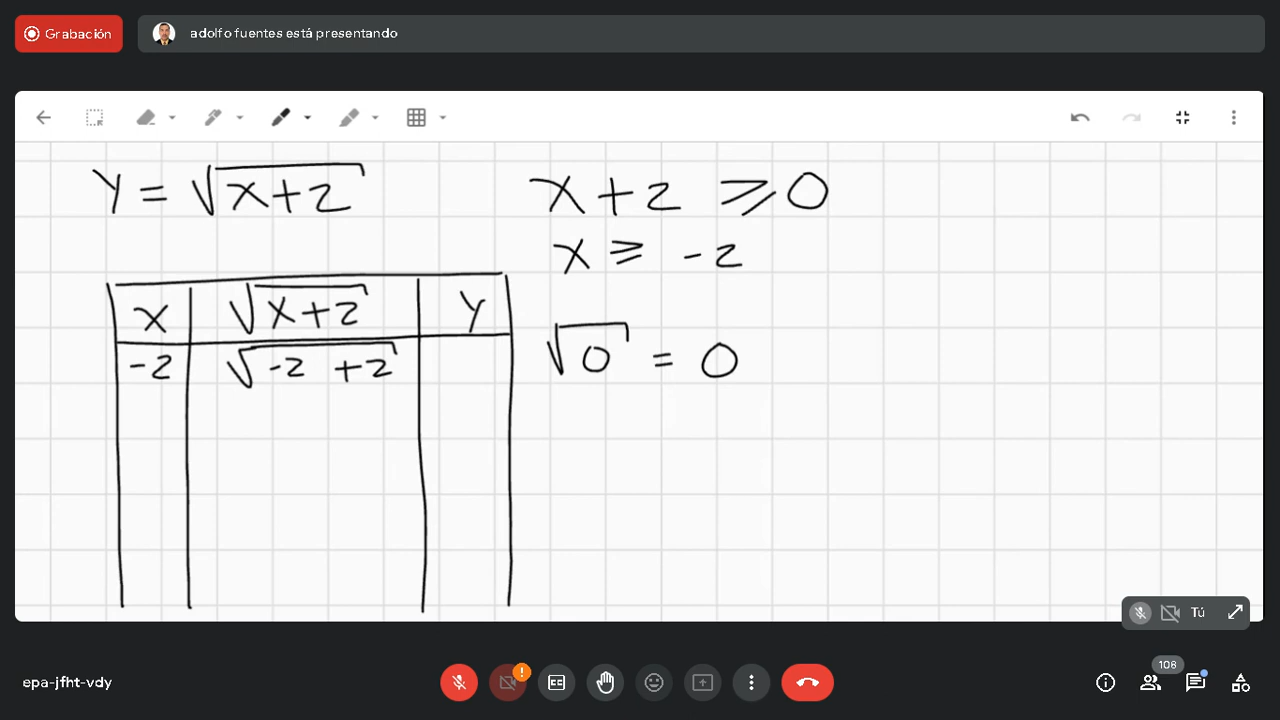 Grabación
adolfo fuentes está presentando
y = √(x+2)
x + 2 ≥ 0
x ≥ -2
x √(x+2) y
-2 √(-2 +2)
√0 = 0
Tú
epa-jfht-vdy
108